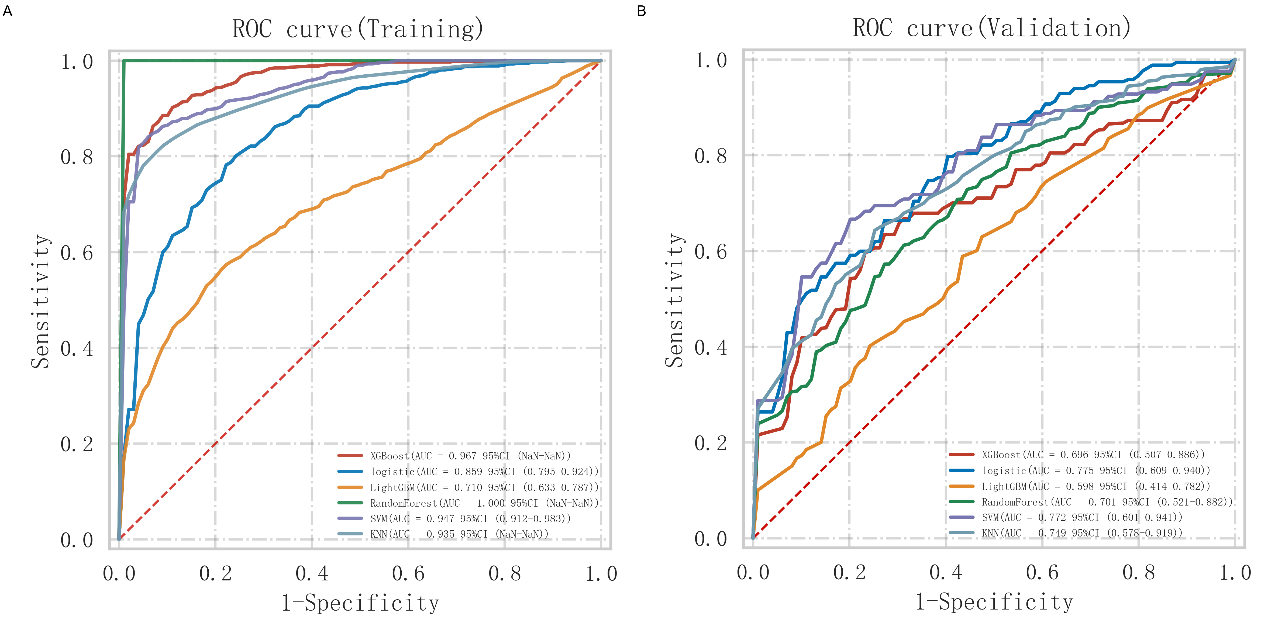 A
ROC curve(Training)
Sensitivity
1.0
0.8
0.6
0.4
0.2
0.0
XGBoost(AUC = 0.967 95%CI (NaN-NaN))
logistic(AUC = 0.859 95%CI (0.795-0.924))
LightGBM(AUC = 0.710 95%CI (0.633-0.787))
RandomForest(AUC = 1.000 95%CI (NaN-NaN))
SVM(AUC = 0.947 95%CI (0.912-0.983))
KNN(AUC = 0.935 95%CI (NaN-NaN))
0.0 0.2 0.4 0.6 0.8 1.0
1-Specificity
B
ROC curve(Validation)
Sensitivity
1.0
0.8
0.6
0.4
0.2
0.0
XGBoost(AUC = 0.696 95%CI (0.507-0.886))
logistic(AUC = 0.775 95%CI (0.609-0.940))
LightGBM(AUC = 0.598 95%CI (0.414-0.782))
RandomForest(AUC = 0.701 95%CI (0.521-0.882))
SVM(AUC = 0.772 95%CI (0.601-0.941))
KNN(AUC = 0.749 95%CI (0.578-0.919))
0.0 0.2 0.4 0.6 0.8 1.0
1-Specificity